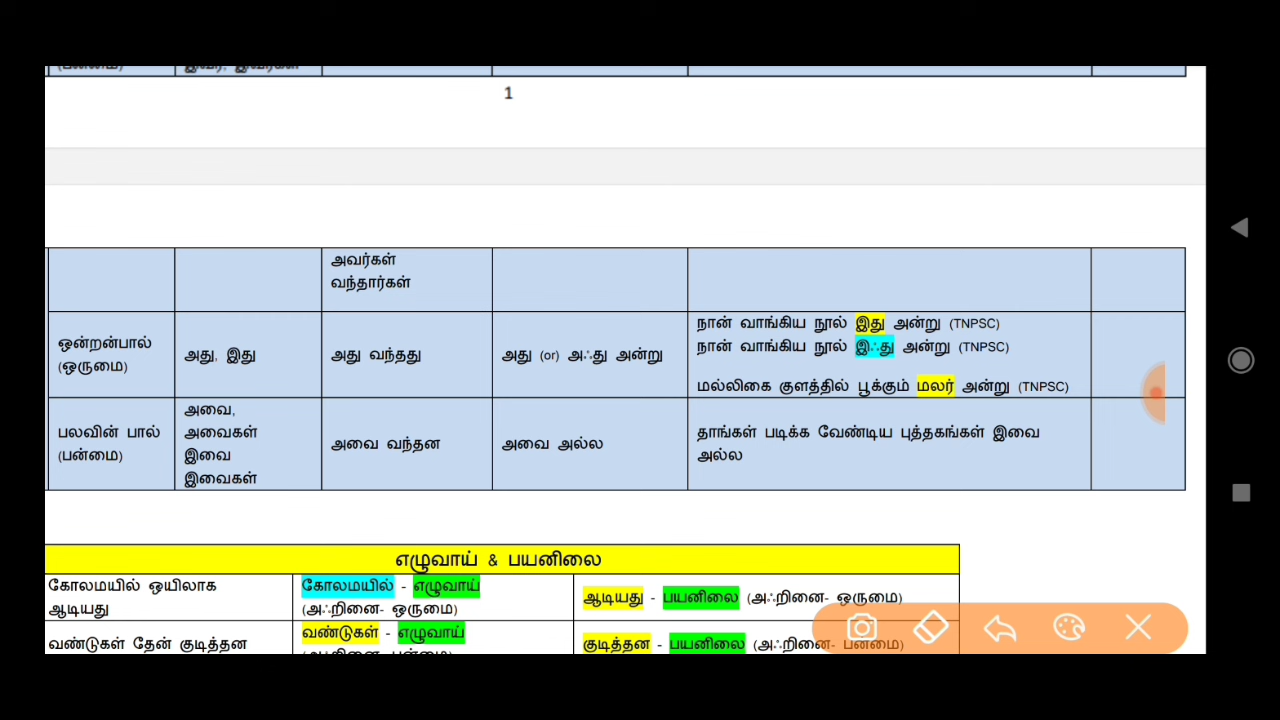 1
அவர்கள்
வந்தார்கள்
ஒன்றன்பால்
(ஒருமை)
அது, இது
அது வந்தது
அது (or) அஃது அன்று
நான் வாங்கிய நூல் இது அன்று (TNPSC)
நான் வாங்கிய நூல் இஃது அன்று (TNPSC)
மல்லிகை குளத்தில் பூக்கும் மலர் அன்று (TNPSC)
பலவின் பால்
(பன்மை)
அவை,
அவைகள்
இவை
இவைகள்
அவை வந்தன
அவை அல்ல
தாங்கள் படிக்க வேண்டிய புத்தகங்கள் இவை
அல்ல
எழுவாய் & பயனிலை
கோலமயில் ஒயிலாக
ஆடியது
கோலமயில் - எழுவாய்
(அஃறினை- ஒருமை)
ஆடியது - பயனிலை (அஃறினை- ஒருமை)
வண்டுகள் தேன் குடித்தன
வண்டுகள் - எழுவாய்
குடித்தன - பயனிலை (அஃறினை- பன்மை)